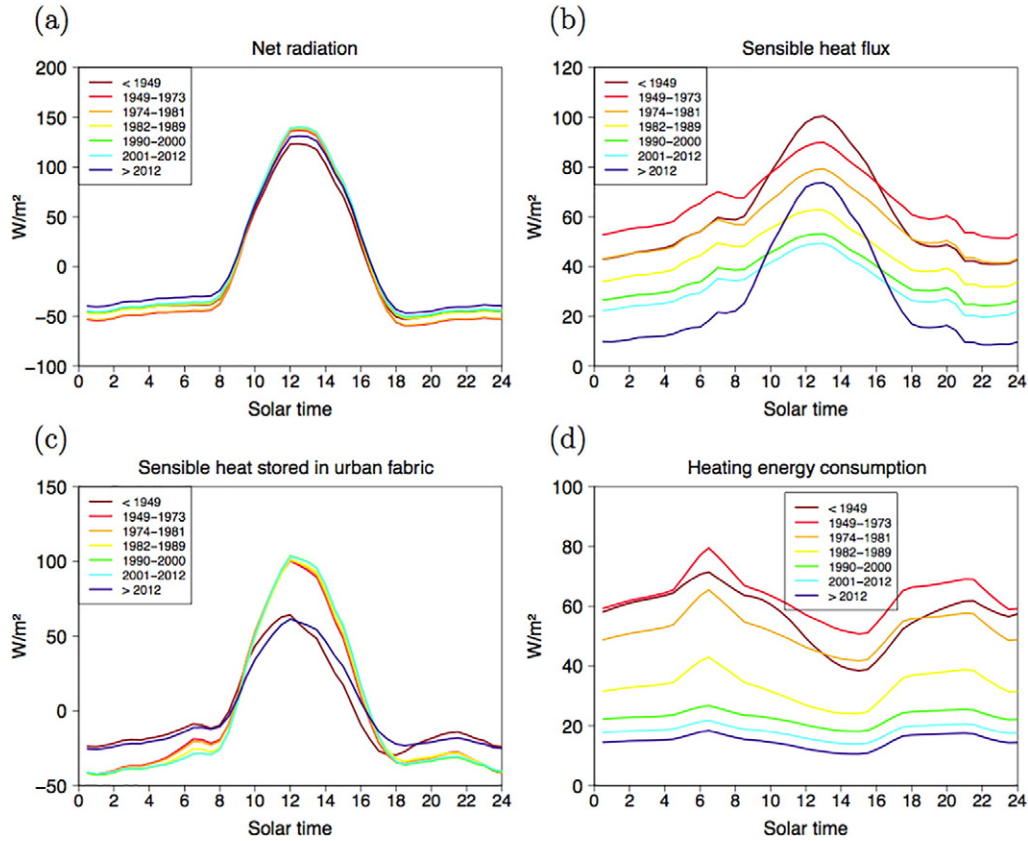 (a)
Net radiation
200
150
100
50
0
−50
−100
W/m²
< 1949
1949−1973
1974−1981
1982−1989
1990−2000
2001−2012
> 2012
0 2 4 6 8 10 12 14 16 18 20 22 24
Solar time
(b)
Sensible heat flux
120
100
80
60
40
20
0
W/m²
< 1949
1949−1973
1974−1981
1982−1989
1990−2000
2001−2012
> 2012
0 2 4 6 8 10 12 14 16 18 20 22 24
Solar time
(c)
Sensible heat stored in urban fabric
150
100
50
0
−50
W/m²
< 1949
1949−1973
1974−1981
1982−1989
1990−2000
2001−2012
> 2012
0 2 4 6 8 10 12 14 16 18 20 22 24
Solar time
(d)
Heating energy consumption
100
80
60
40
20
0
W/m²
< 1949
1949−1973
1974−1981
1982−1989
1990−2000
2001−2012
> 2012
0 2 4 6 8 10 12 14 16 18 20 22 24
Solar time